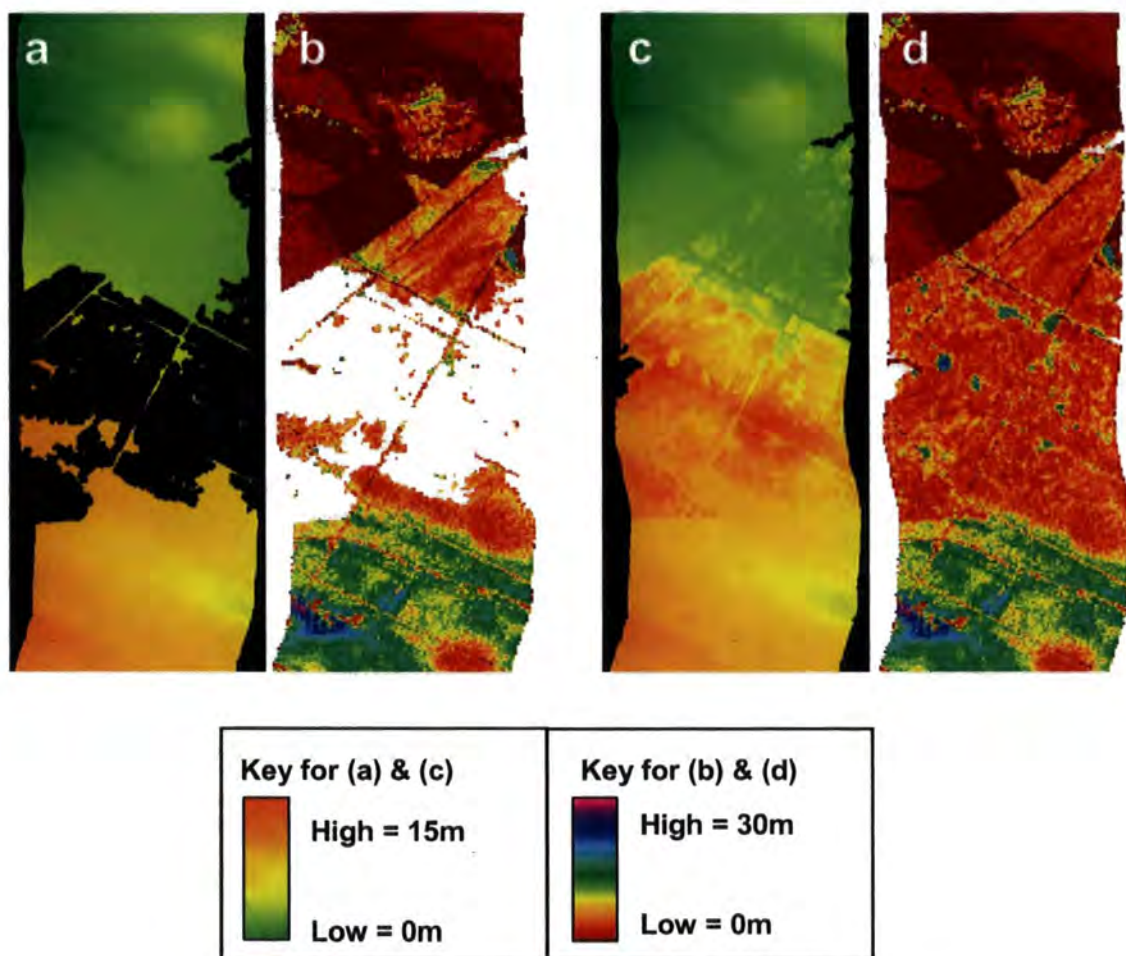 a b c d
Key for (a) & (c)
High = 15m
Low = 0m
Key for (b) & (d)
High = 30m
Low = 0m